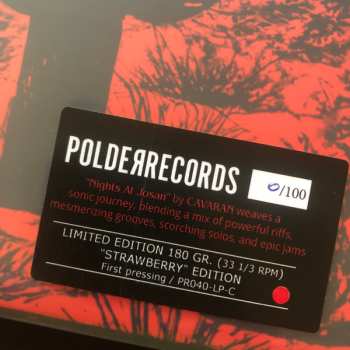 POLDERRECORDS
0/100
"Nights At Josan" by CAVARAN weaves a
sonic journey, blending a mix of powerful riffs,
mesmerizing grooves, scorching solos, and epic jams
LIMITED EDITION 180 GR. (33 1/3 RPM)
"STRAWBERRY" EDITION
First pressing / PR040-LP-C